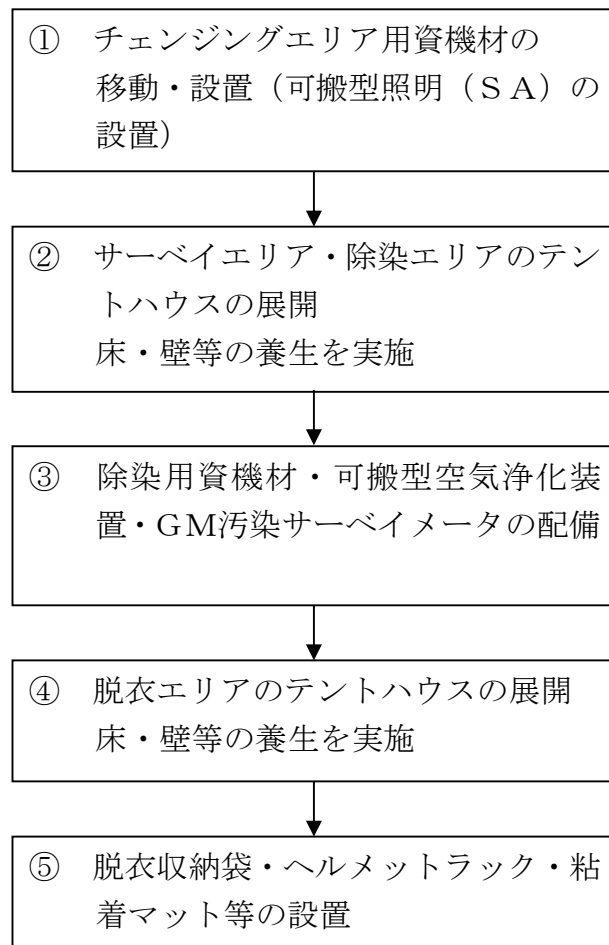 ① チェンジングエリア用資機材の
移動・設置（可搬型照明（ＳＡ）の
設置）
② サーベイエリア・除染エリアのテン
トハウスの展開
床・壁等の養生を実施
③ 除染用資機材・可搬型空気浄化装
置・ＧＭ汚染サーベイメータの配備
④ 脱衣エリアのテントハウスの展開
床・壁等の養生を実施
⑤ 脱衣収納袋・ヘルメットラック・粘
着マット等の設置